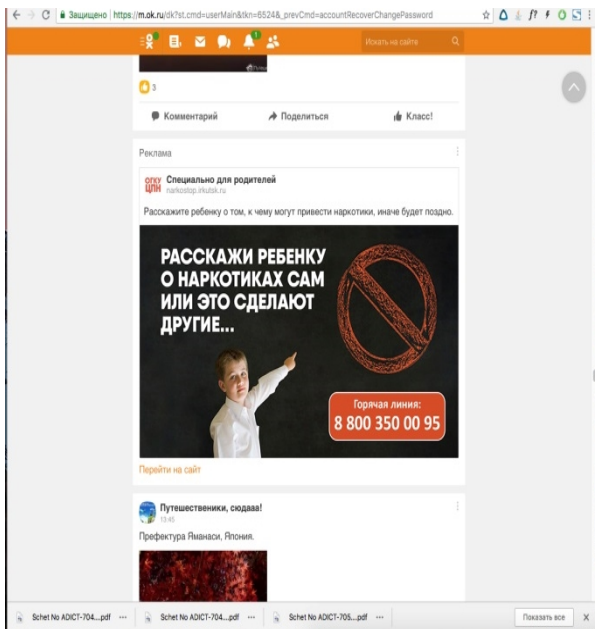 Защищено https://m.ok.ru/dk?st.cmd=userMain&tkn=6524&_prevCmd=accountRecoverChangePassword
Искать на сайте
3
Комментарий Поделиться Класс!
Реклама
ОГКУ ЦПН
Специально для родителей
narkostop.irkutsk.ru
Расскажите ребенку о том, к чему могут привести наркотики, иначе будет поздно.
РАССКАЖИ РЕБЕНКУ
О НАРКОТИКАХ САМ
ИЛИ ЭТО СДЕЛАЮТ
ДРУГИЕ...
Горячая линия:
8 800 350 00 95
Перейти на сайт
Путешественики, сюдааа!
13:45
Префектура Яманаси, Япония.
Schet No ADICT-704....pdf Schet No ADICT-704....pdf Schet No ADICT-705....pdf Показать все